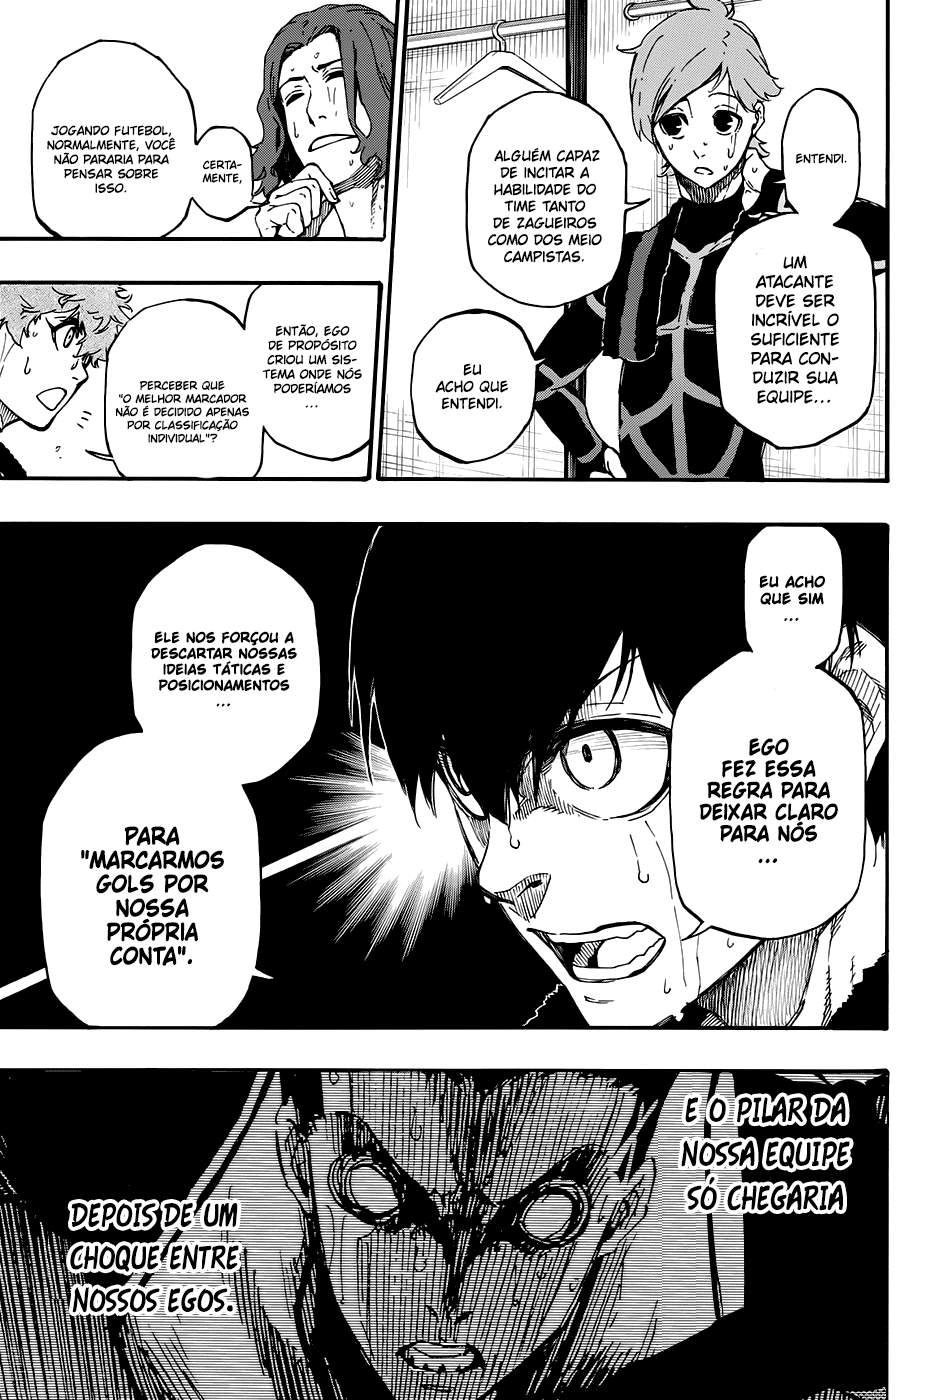 ENTENDI.
UM
ATACANTE
DEVE SER
INCRÍVEL O
SUFICIENTE
PARA CON-
DUZIR SUA
EQUIPE...
ALGUÉM CAPAZ
DE INCITAR A
HABILIDADE DO
TIME TANTO
DE ZAGUEIROS
COMO DOS MEIO
CAMPISTAS.
EU
ACHO QUE
ENTENDI.
CERTA-
MENTE,
JOGANDO FUTEBOL,
NORMALMENTE, VOCÊ
NÃO PARARIA PARA
PENSAR SOBRE
ISSO.
ENTÃO, EGO
DE PROPÓSITO
CRIOU UM SIS-
TEMA ONDE NÓS
PODERÍAMOS
...
PERCEBER QUE
"O MELHOR MARCADOR
NÃO É DECIDIDO APENAS
POR CLASSIFICAÇÃO
INDIVIDUAL"?
EU ACHO
QUE SIM
...
EGO
FEZ ESSA
REGRA PARA
DEIXAR CLARO
PARA NÓS
...
ELE NOS FORÇOU A
DESCARTAR NOSSAS
IDEIAS TÁTICAS E
POSICIONAMENTOS
...
PARA
"MARCARMOS
GOLS POR
NOSSA
PRÓPRIA
CONTA".
E O PILAR DA
NOSSA EQUIPE
SÓ CHEGARIA
DEPOIS DE UM
CHOQUE ENTRE
NOSSOS EGOS.